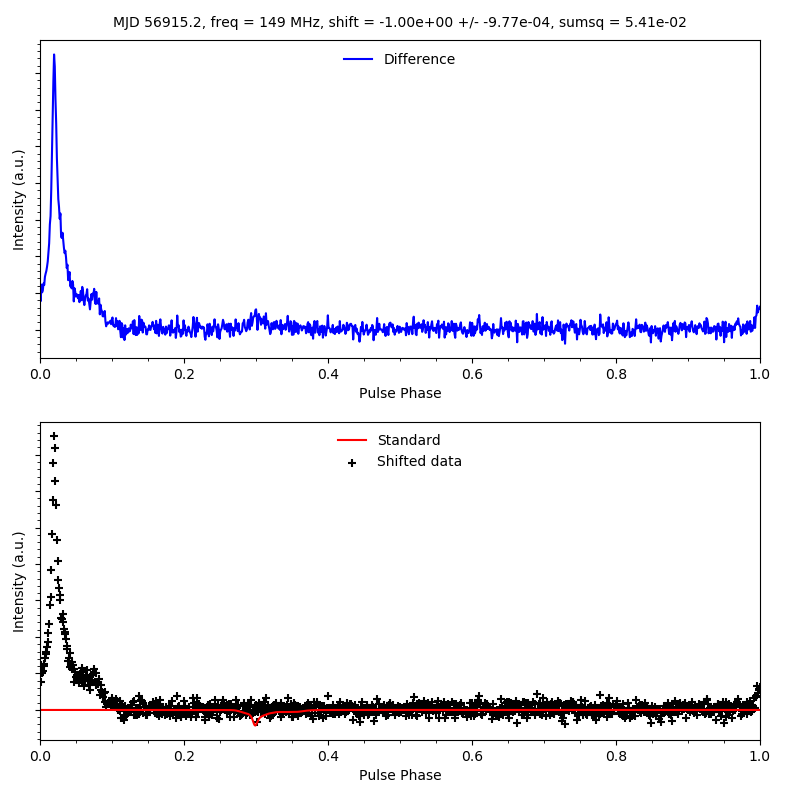 MJD 56915.2, freq = 149 MHz, shift = -1.00e+00 +/- -9.77e-04, sumsq = 5.41e-02
Difference
Intensity (a.u.)
0.0 0.2 0.4 0.6 0.8 1.0
Pulse Phase
Standard
Shifted data
Intensity (a.u.)
0.0 0.2 0.4 0.6 0.8 1.0
Pulse Phase